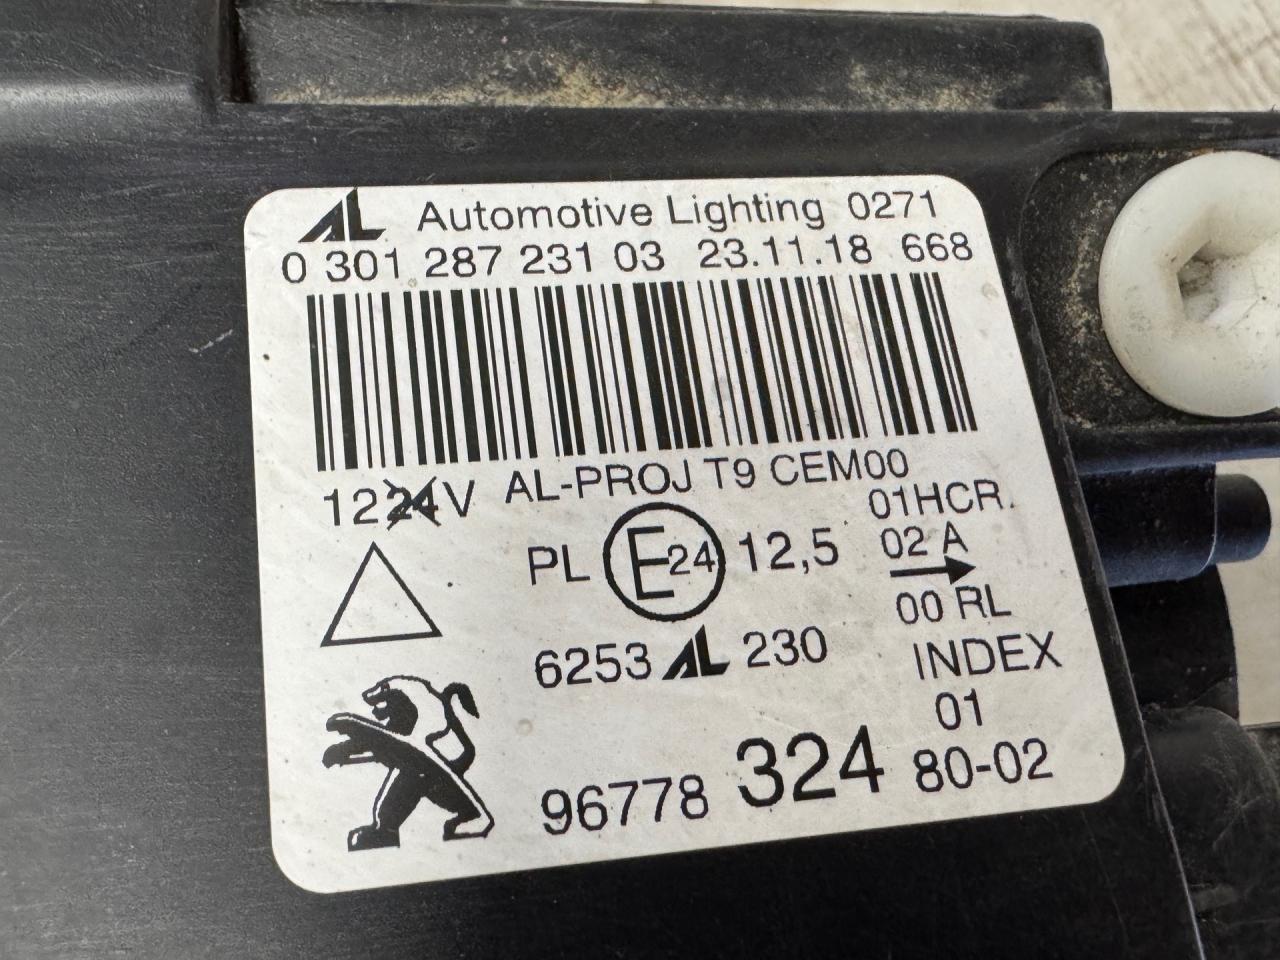 AL Automotive Lighting 0271
0 301 287 231 03 23.11.18 668
1224V AL-PROJ T9 CEM00
01HCR.
PL E24 12,5 02 A
00 RL
6253 AL 230 INDEX
01
96778 324 80-02